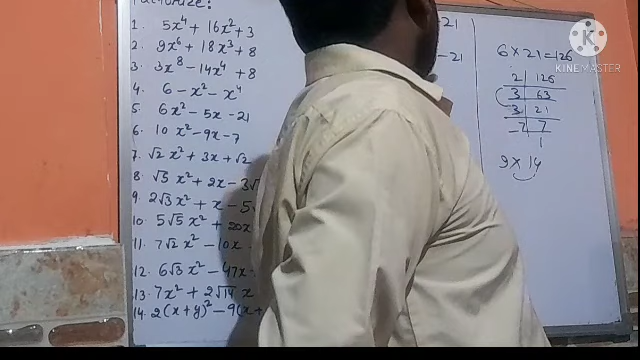 Factorize:
1. 5x⁴ + 16x² + 3
2. 9x⁶ + 18x³ + 8
3. 3x⁸ - 14x⁴ + 8
4. 6 - x² - x⁴
5. 6x² - 5x - 21
6. 10x² - 9x - 7
7. √2 x² + 3x + √2
8. √3 x² + 2x - 3√
9. 2√3 x² + x - 5√
10. 5√5 x² + 20x
11. 7√2 x² - 10x
12. 6√3 x² - 47x
13. 7x² + 2√14 x
14. 2(x+y)² - 9(x+
-21
- 21
6 × 21 = 126
2 | 126
3 | 63
3 | 21
7 | 7
1
9 × 14
KINEMASTER